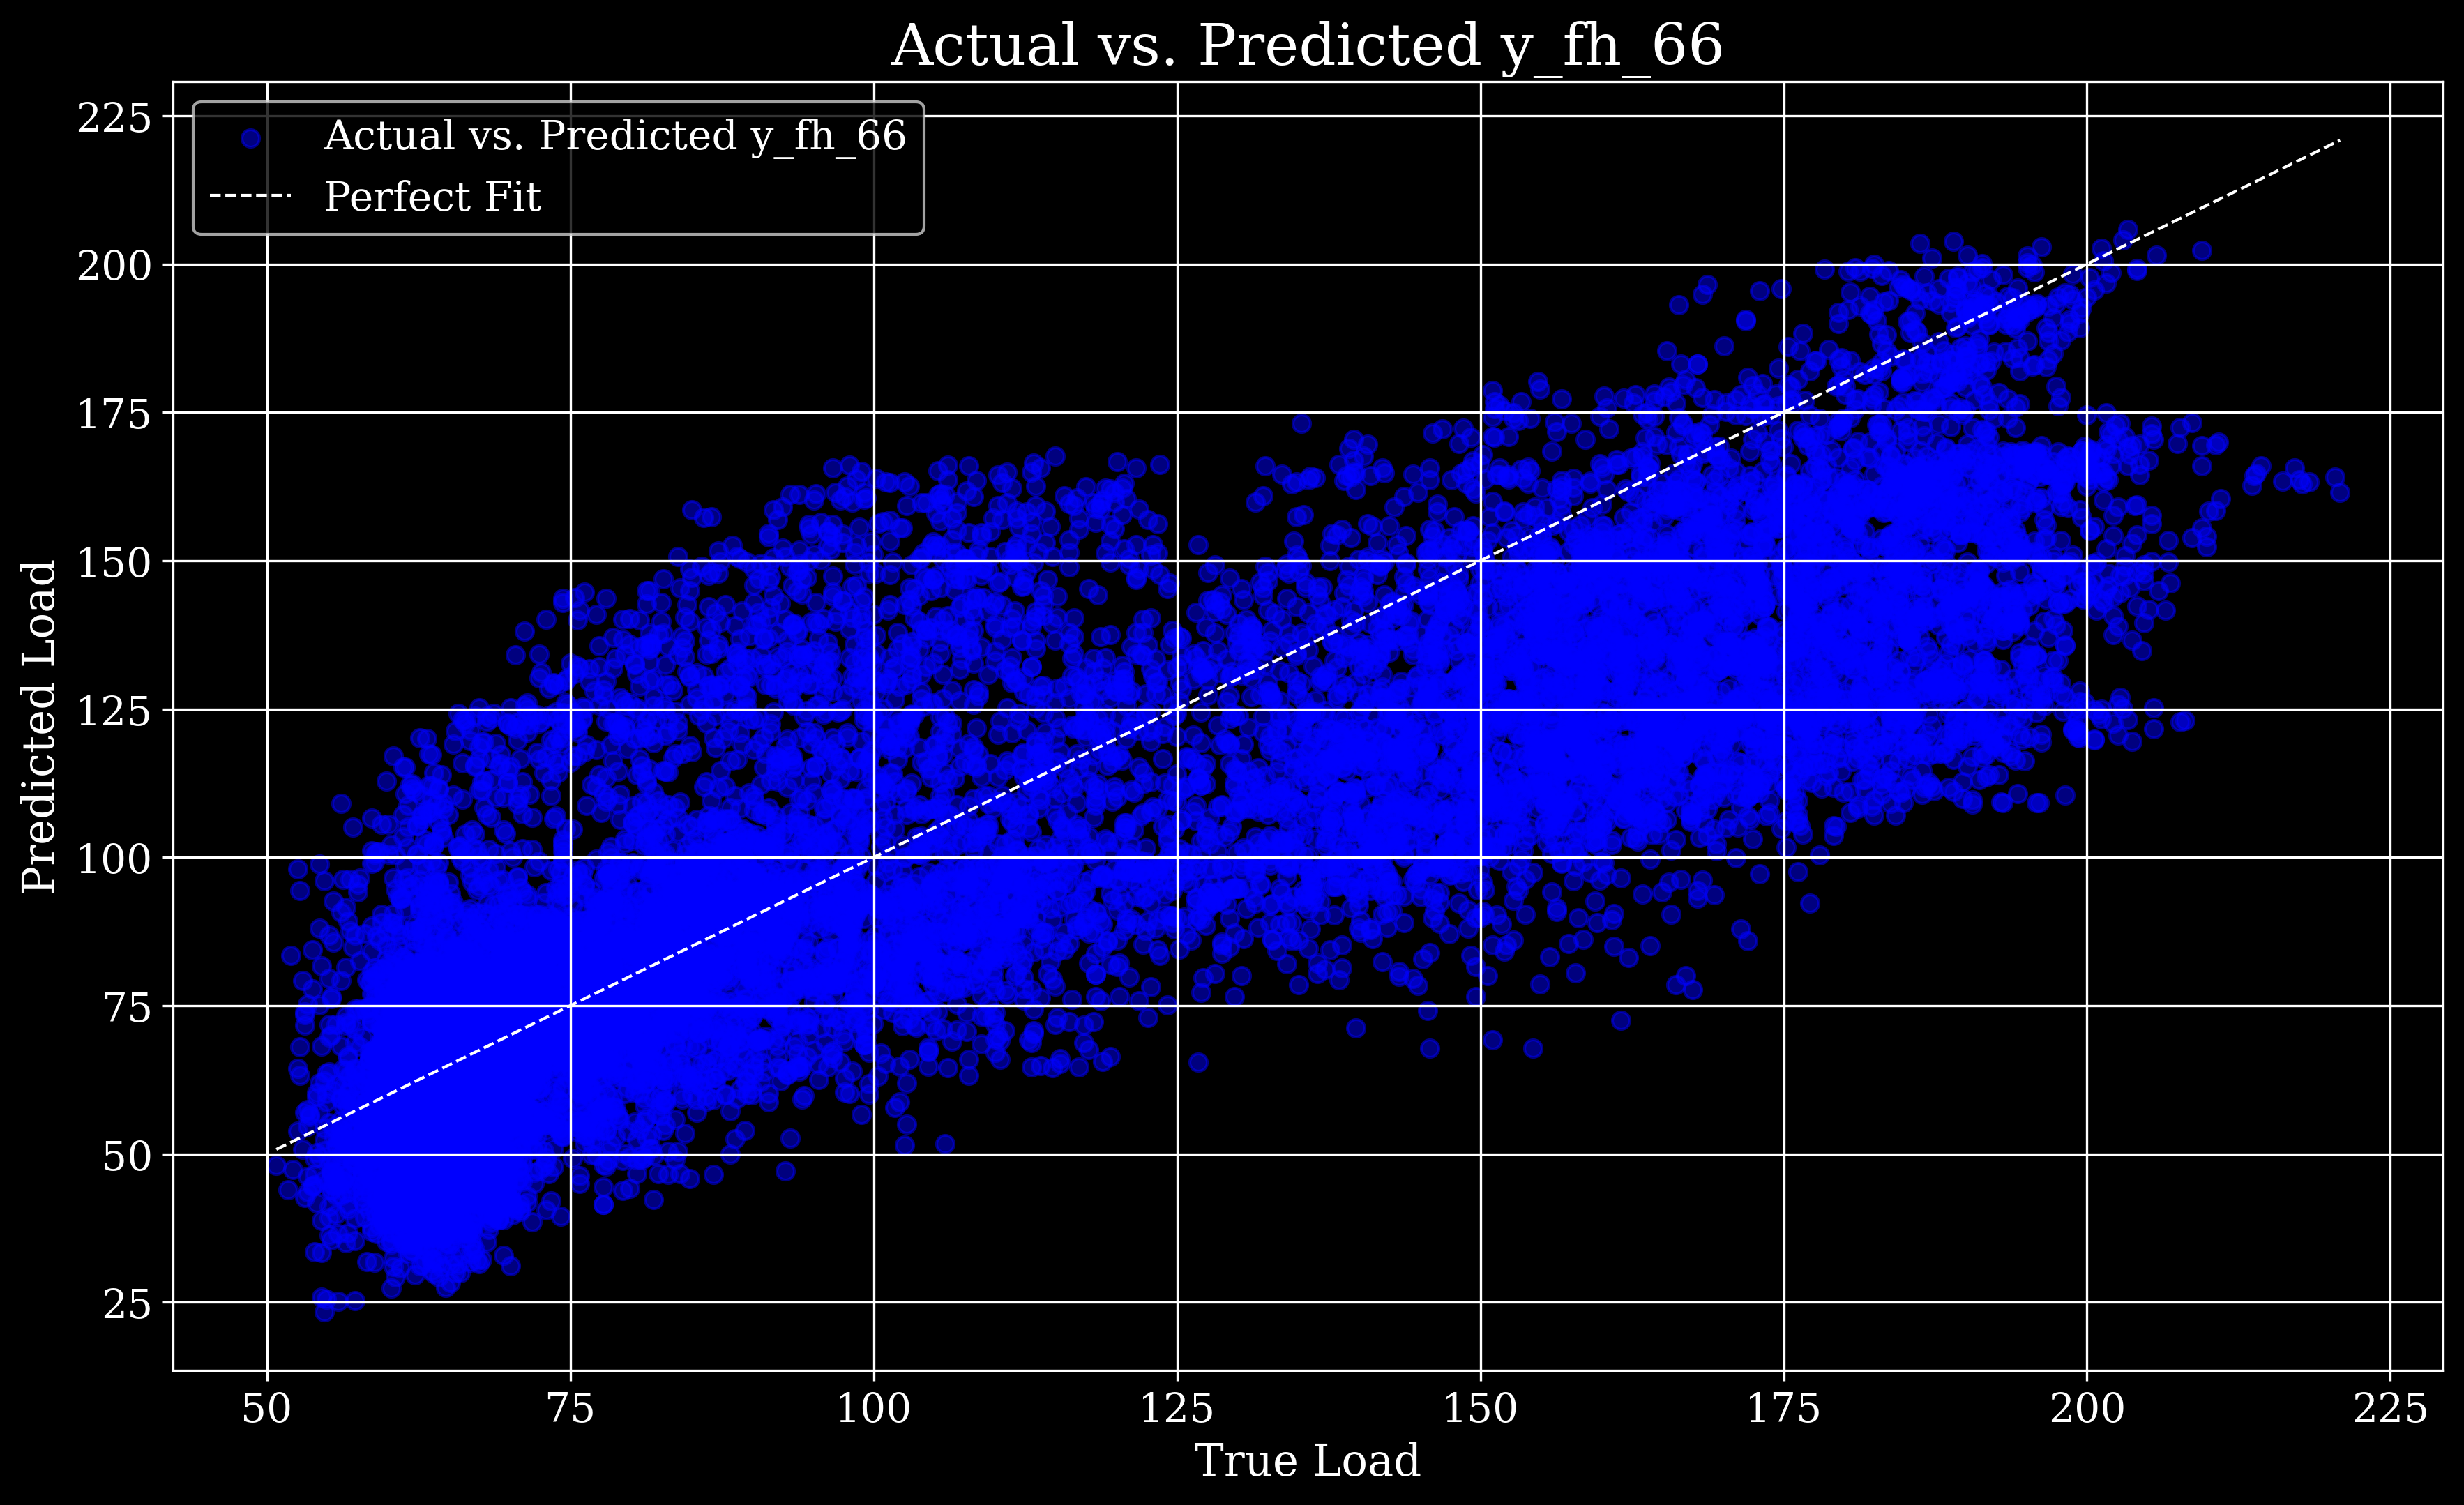 Actual vs. Predicted y_fh_66
Actual vs. Predicted y_fh_66
Perfect Fit
225
200
175
150
125
100
75
50
25
Predicted Load
50 75 100 125 150 175 200 225
True Load